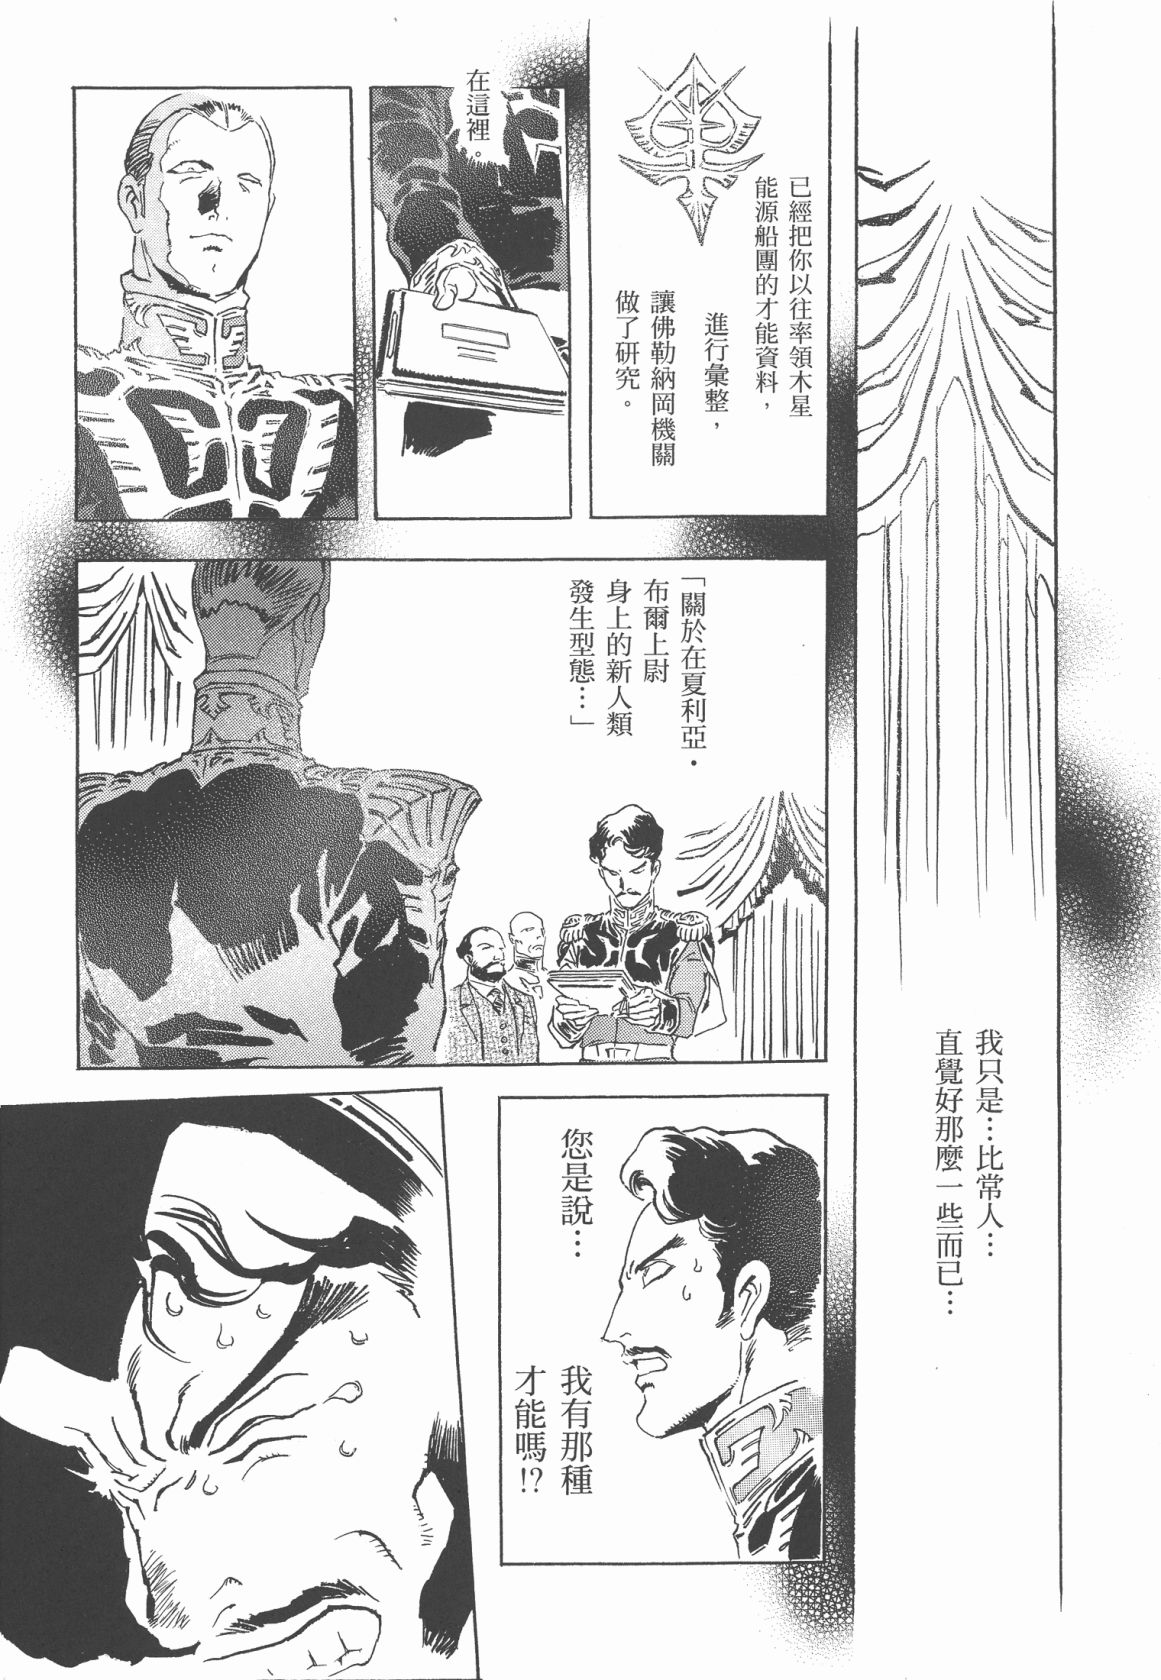 已經把你以往率領木星
能源船團的才能資料，
進行彙整，
讓佛勒納岡機關
做了研究。
在這裡。
「關於在夏利亞・
布爾上尉
身上的新人類
發生型態…」
您是說…
我有那種
才能嗎!?
我只是…比常人…
直覺好那麼一些而已…